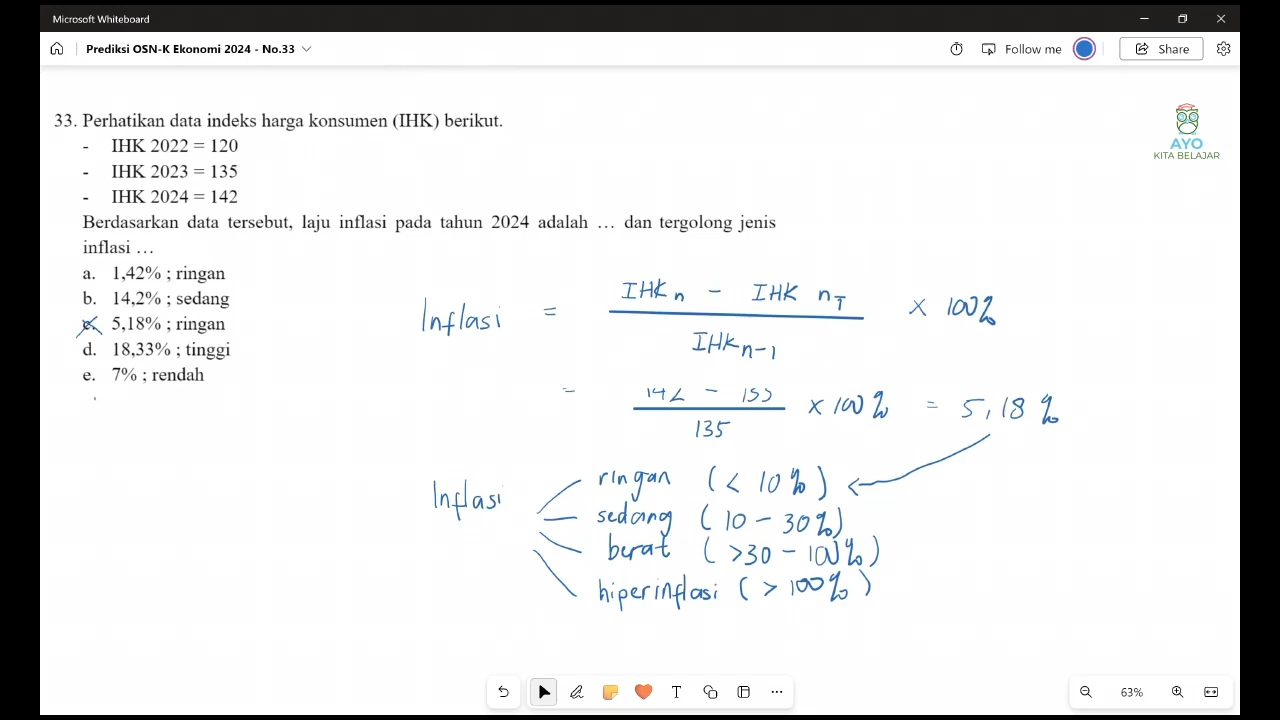 Microsoft Whiteboard
Prediksi OSN-K Ekonomi 2024 - No.33
Follow me
Share
33. Perhatikan data indeks harga konsumen (IHK) berikut.
- IHK 2022 = 120
- IHK 2023 = 135
- IHK 2024 = 142
Berdasarkan data tersebut, laju inflasi pada tahun 2024 adalah … dan tergolong jenis
inflasi …
a. 1,42% ; ringan
b. 14,2% ; sedang
c. 5,18% ; ringan
d. 18,33% ; tinggi
e. 7% ; rendah
AYO
KITA BELAJAR
Inflasi = IHKn - IHK nT × 100%
IHKn-1
= 142 - 135 × 100% = 5,18 %
135
Inflasi
ringan (< 10%)
sedang (10 - 30%)
berat (>30 - 100%)
hiperinflasi (> 100%)
T
63%